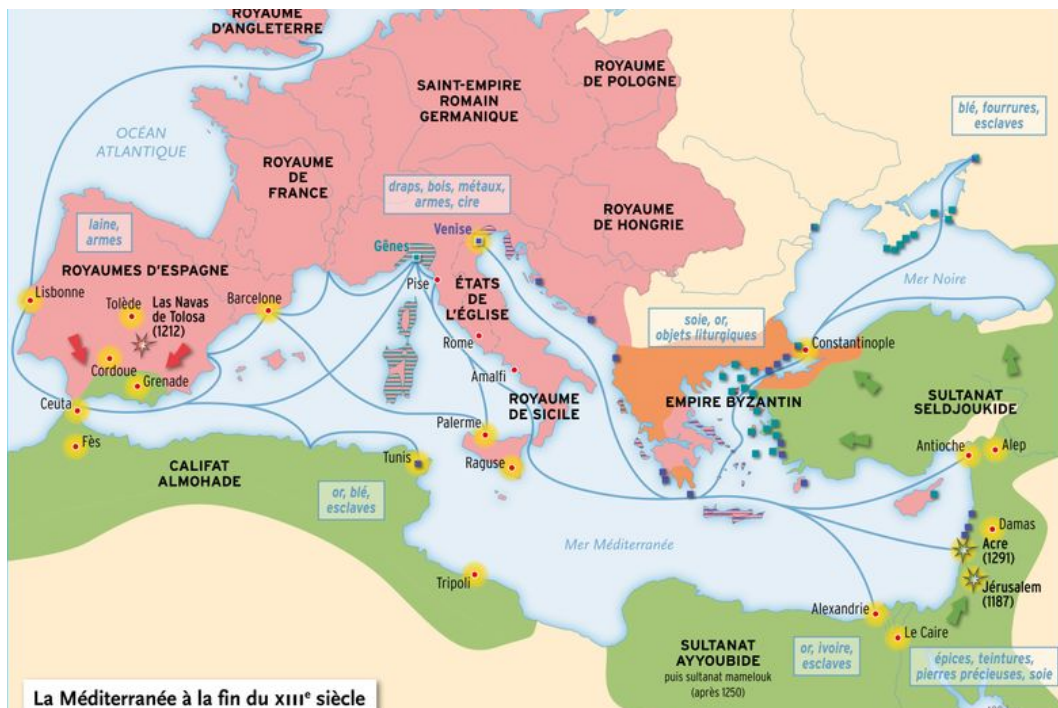 ROYAUME
D'ANGLETERRE
ROYAUME
DE POLOGNE
SAINT-EMPIRE
ROMAIN
GERMANIQUE
blé, fourrures,
esclaves
OCÉAN
ATLANTIQUE
ROYAUME
DE
FRANCE
draps, bois, métaux,
armes, cire
ROYAUME
DE HONGRIE
laine,
armes
Venise
Gênes
ROYAUMES D'ESPAGNE
Mer Noire
Pise
ÉTATS
DE
L'ÉGLISE
Lisbonne
Tolède
Las Navas
de Tolosa
(1212)
Barcelone
soie, or,
objets liturgiques
Rome
Constantinople
Cordoue
Grenade
Amalfi
ROYAUME
DE SICILE
EMPIRE BYZANTIN
SULTANAT
SELDJOUKIDE
Ceuta
Palerme
Fès
Tunis
Raguse
Antioche
Alep
CALIFAT
ALMOHADE
or, blé,
esclaves
Damas
Mer Méditerranée
Acre
(1291)
Tripoli
Jérusalem
(1187)
Alexandrie
Le Caire
SULTANAT
AYYOUBIDE
puis sultanat mamelouk
(après 1250)
or, ivoire,
esclaves
épices, teintures,
pierres précieuses, soie
La Méditerranée à la fin du XIIIe siècle